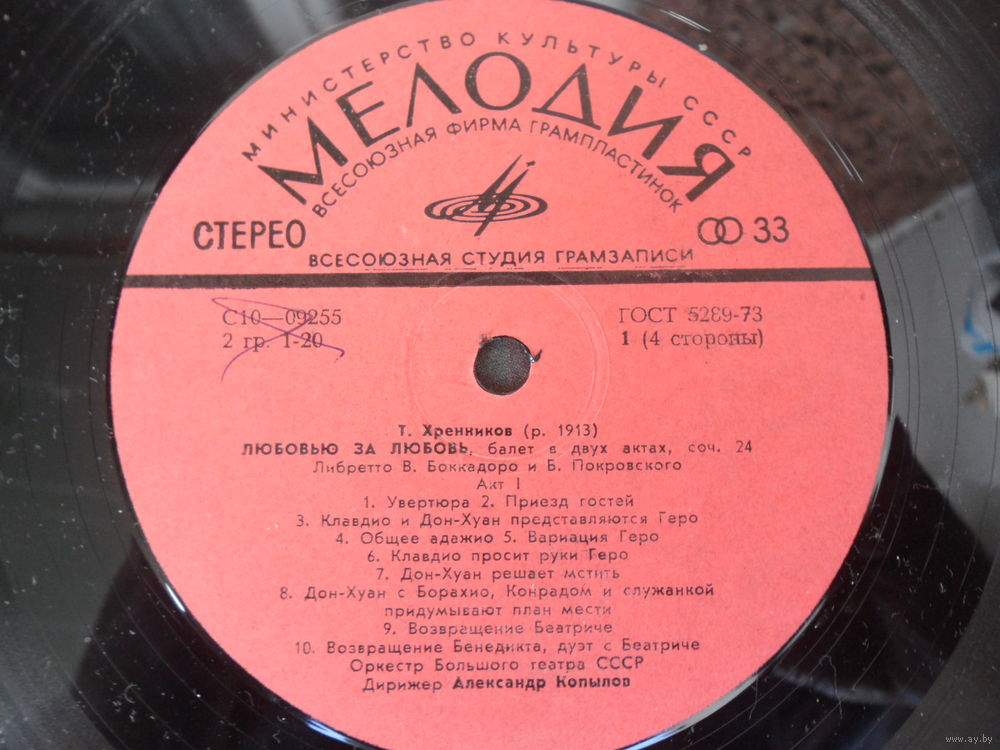 МИНИСТЕРСТВО КУЛЬТУРЫ СССР
МЕЛОДИЯ
ВСЕСОЮЗНАЯ ФИРМА ГРАМПЛАСТИНОК
СТЕРЕО
33
ВСЕСОЮЗНАЯ СТУДИЯ ГРАМЗАПИСИ
С10—09255
ГОСТ 5289-73
2 гр. 1-20
1 (4 стороны)
Т. Хренников (р. 1913)
ЛЮБОВЬЮ ЗА ЛЮБОВЬ, балет в двух актах, соч. 24
Либретто В. Боккадоро и Б. Покровского
Акт I
1. Увертюра 2. Приезд гостей
3. Клавдио и Дон-Хуан представляются Геро
4. Общее адажио 5. Вариация Геро
6. Клавдио просит руки Геро
7. Дон-Хуан решает мстить
8. Дон-Хуан с Борахио, Конрадом и служанкой
придумывают план мести
9. Возвращение Беатриче
10. Возвращение Бенедикта, дуэт с Беатриче
Оркестр Большого театра СССР
Дирижер Александр Копылов
www.ay.by